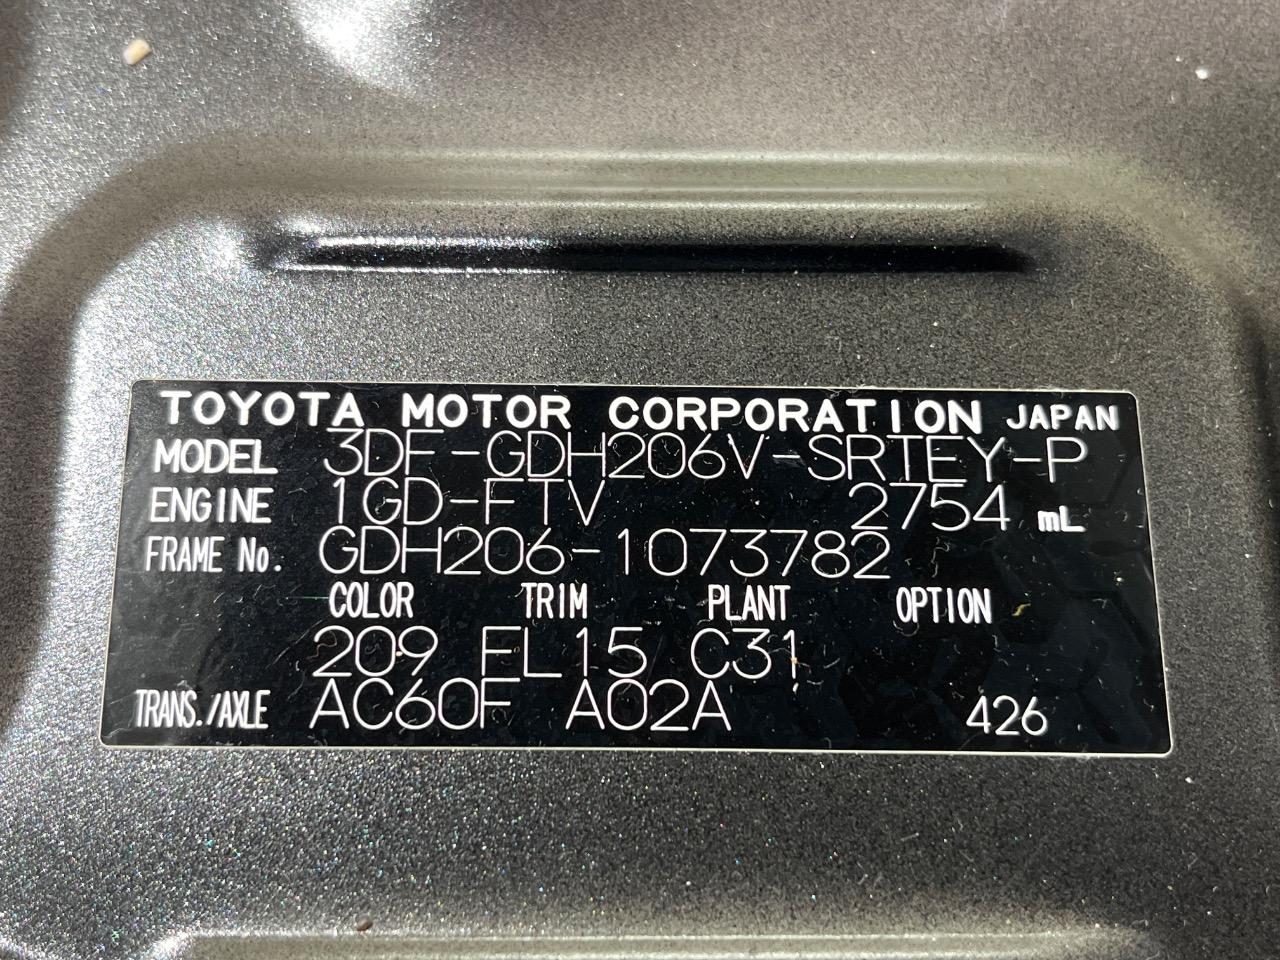 TOYOTA MOTOR CORPORATION JAPAN
MODEL 3DF-GDH206V-SRTEY-P
ENGINE 1GD-FTV 2754 mL
FRAME No. GDH206-1073782
COLOR TRIM PLANT OPTION
209 FL15 C31
TRANS./AXLE AC60F A02A 426